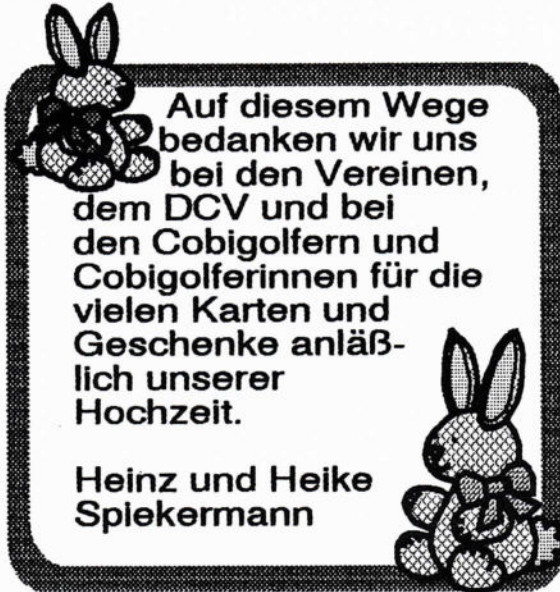 Auf diesem Wege
bedanken wir uns
bei den Vereinen,
dem DCV und bei
den Cobigolfern und
Cobigolferinnen für die
vielen Karten und
Geschenke anläß-
lich unserer
Hochzeit.
Heinz und Heike
Spiekermann